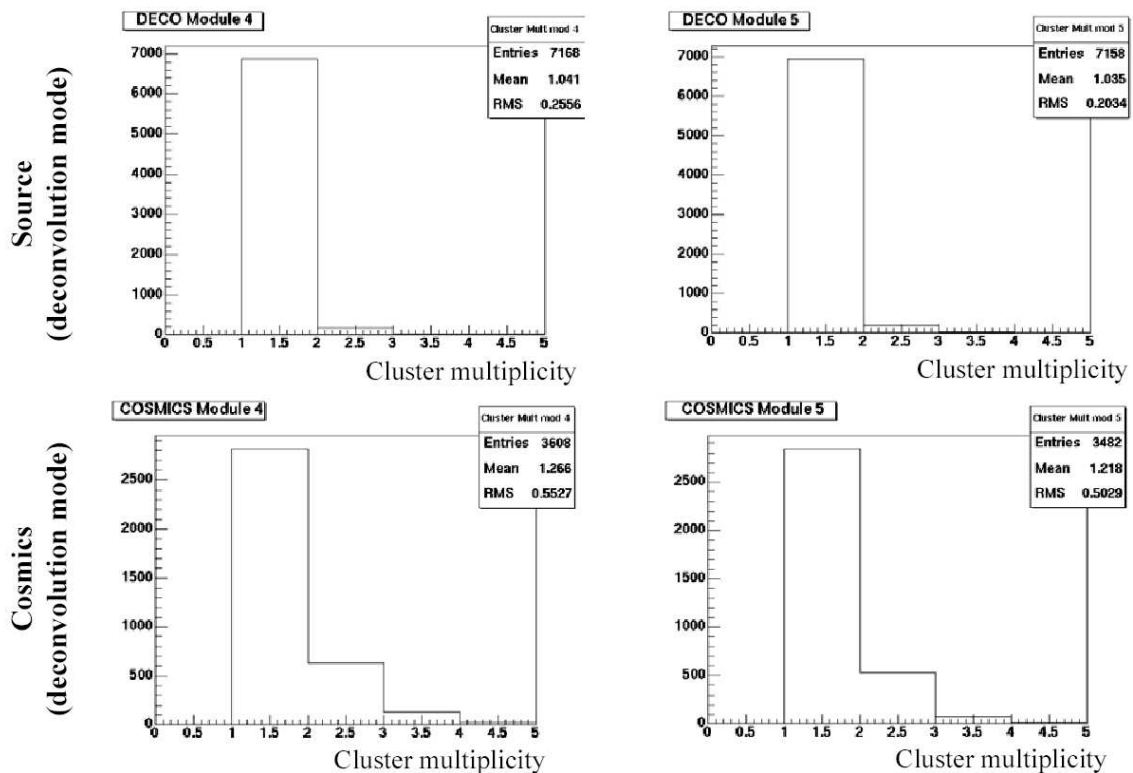 Source
(deconvolution mode)
DECO Module 4
Cluster Mult mod 4
Entries 7168
Mean 1.041
RMS 0.2556
7000
6000
5000
4000
3000
2000
1000
0
0 0.5 1 1.5 2 2.5 3 3.5 4 4.5 5
Cluster multiplicity
DECO Module 5
Cluster Mult mod 5
Entries 7158
Mean 1.035
RMS 0.2034
7000
6000
5000
4000
3000
2000
1000
0
0 0.5 1 1.5 2 2.5 3 3.5 4 4.5 5
Cluster multiplicity
Cosmics
(deconvolution mode)
COSMICS Module 4
Cluster Mult mod 4
Entries 3608
Mean 1.266
RMS 0.5527
2500
2000
1500
1000
500
0
0 0.5 1 1.5 2 2.5 3 3.5 4 4.5 5
Cluster multiplicity
COSMICS Module 5
Cluster Mult mod 5
Entries 3482
Mean 1.218
RMS 0.5029
2500
2000
1500
1000
500
0
0 0.5 1 1.5 2 2.5 3 3.5 4 4.5 5
Cluster multiplicity